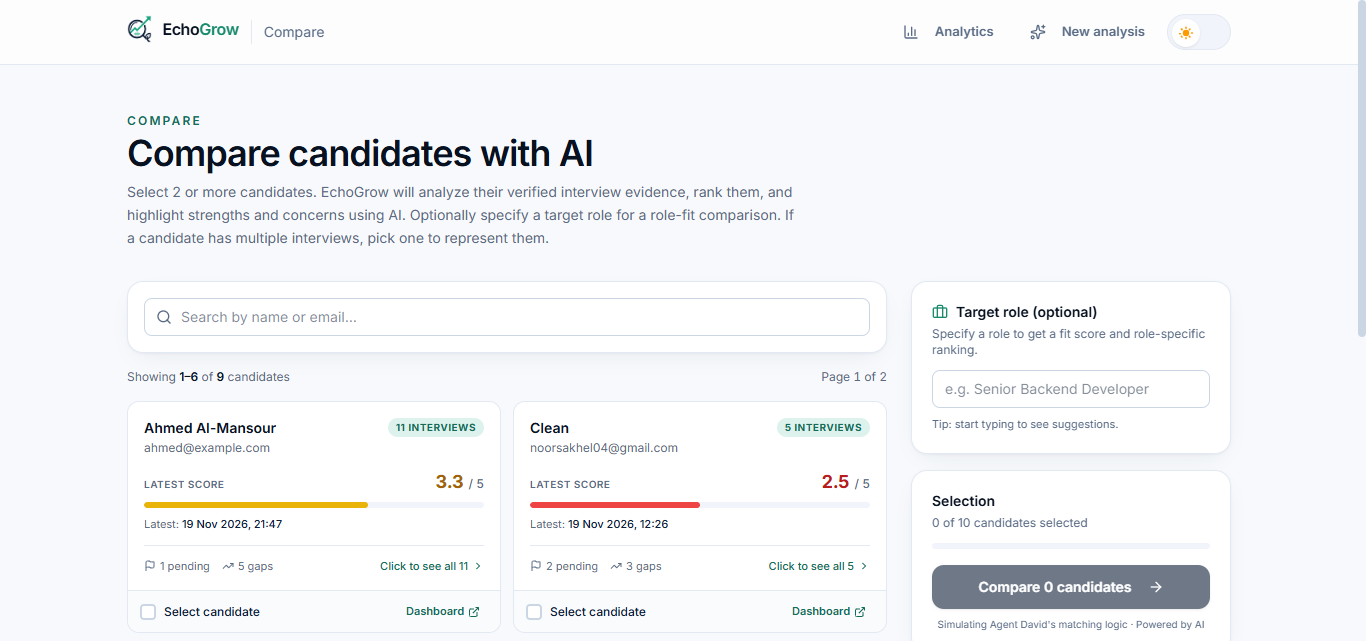 EchoGrow
Compare
Analytics
New analysis
COMPARE
Compare candidates with AI
Select 2 or more candidates. EchoGrow will analyze their verified interview evidence, rank them, and
highlight strengths and concerns using AI. Optionally specify a target role for a role-fit comparison. If
a candidate has multiple interviews, pick one to represent them.
Search by name or email...
Showing 1–6 of 9 candidates
Page 1 of 2
Ahmed Al-Mansour
11 INTERVIEWS
ahmed@example.com
LATEST SCORE
3.3 / 5
Latest: 19 Nov 2026, 21:47
1 pending
5 gaps
Click to see all 11
Select candidate
Dashboard
Clean
5 INTERVIEWS
noorsakhel04@gmail.com
LATEST SCORE
2.5 / 5
Latest: 19 Nov 2026, 12:26
2 pending
3 gaps
Click to see all 5
Select candidate
Dashboard
Target role (optional)
Specify a role to get a fit score and role-specific
ranking.
e.g. Senior Backend Developer
Tip: start typing to see suggestions.
Selection
0 of 10 candidates selected
Compare 0 candidates
Simulating Agent David's matching logic · Powered by AI